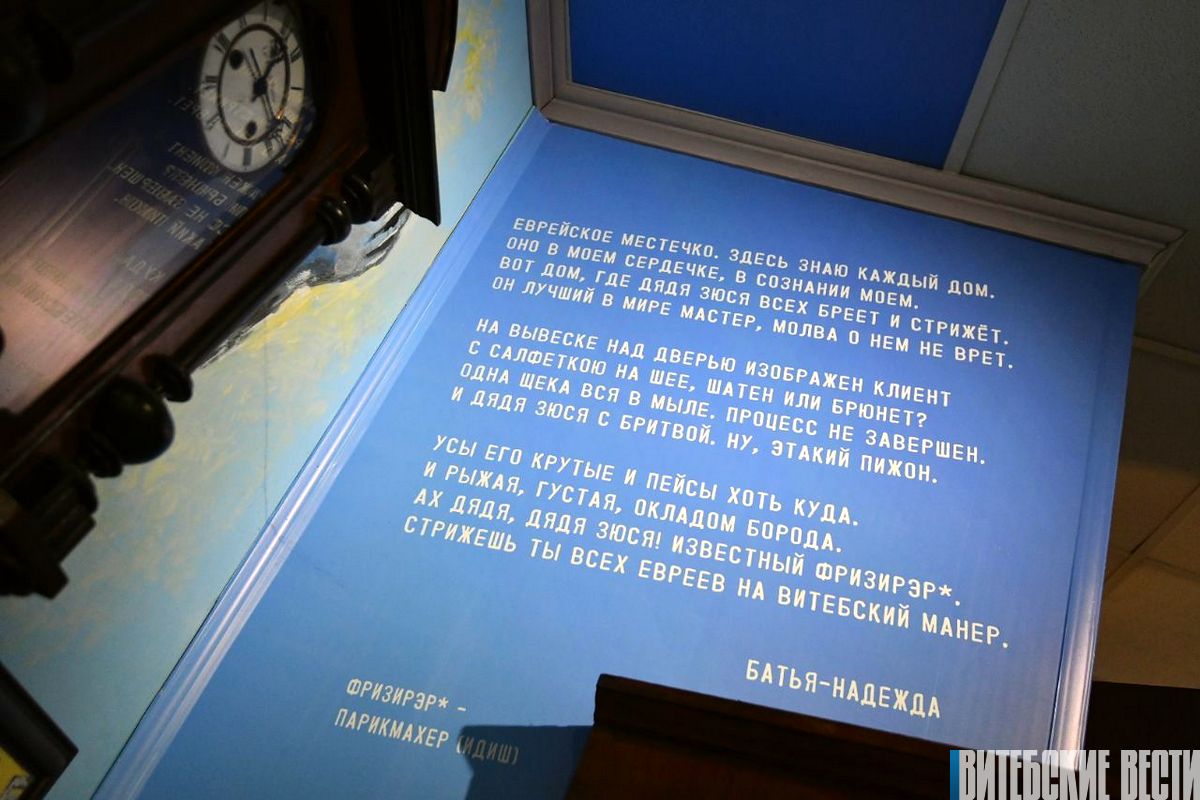 ЕВРЕЙСКОЕ МЕСТЕЧКО. ЗДЕСЬ ЗНАЮ КАЖДЫЙ ДОМ.
ОНО В МОЕМ СЕРДЕЧКЕ, В СОЗНАНИИ МОЕМ.
ВОТ ДОМ, ГДЕ ДЯДЯ ЗЮСЯ ВСЕХ БРЕЕТ И СТРИЖЁТ.
ОН ЛУЧШИЙ В МИРЕ МАСТЕР, МОЛВА О НЕМ НЕ ВРЕТ.
НА ВЫВЕСКЕ НАД ДВЕРЬЮ ИЗОБРАЖЕН КЛИЕНТ
С САЛФЕТКОЮ НА ШЕЕ, ШАТЕН ИЛИ БРЮНЕТ?
ОДНА ЩЕКА ВСЯ В МЫЛЕ. ПРОЦЕСС НЕ ЗАВЕРШЕН.
И ДЯДЯ ЗЮСЯ С БРИТВОЙ. НУ, ЭТАКИЙ ПИЖОН.
УСЫ ЕГО КРУТЫЕ И ПЕЙСЫ ХОТЬ КУДА.
И РЫЖАЯ, ГУСТАЯ, ОКЛАДОМ БОРОДА.
АХ ДЯДЯ, ДЯДЯ ЗЮСЯ! ИЗВЕСТНЫЙ ФРИЗИРЭР*.
СТРИЖЕШЬ ТЫ ВСЕХ ЕВРЕЕВ НА ВИТЕБСКИЙ МАНЕР.
БАТЬЯ-НАДЕЖДА
ФРИЗИРЭР* –
ПАРИКМАХЕР (ИДИШ)
ВИТЕБСКИЕ ВЕСТИ